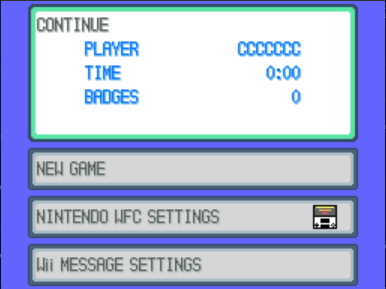 CONTINUE
PLAYER CCCCCCC
TIME 0:00
BADGES 0
NEW GAME
NINTENDO WFC SETTINGS
Wii MESSAGE SETTINGS